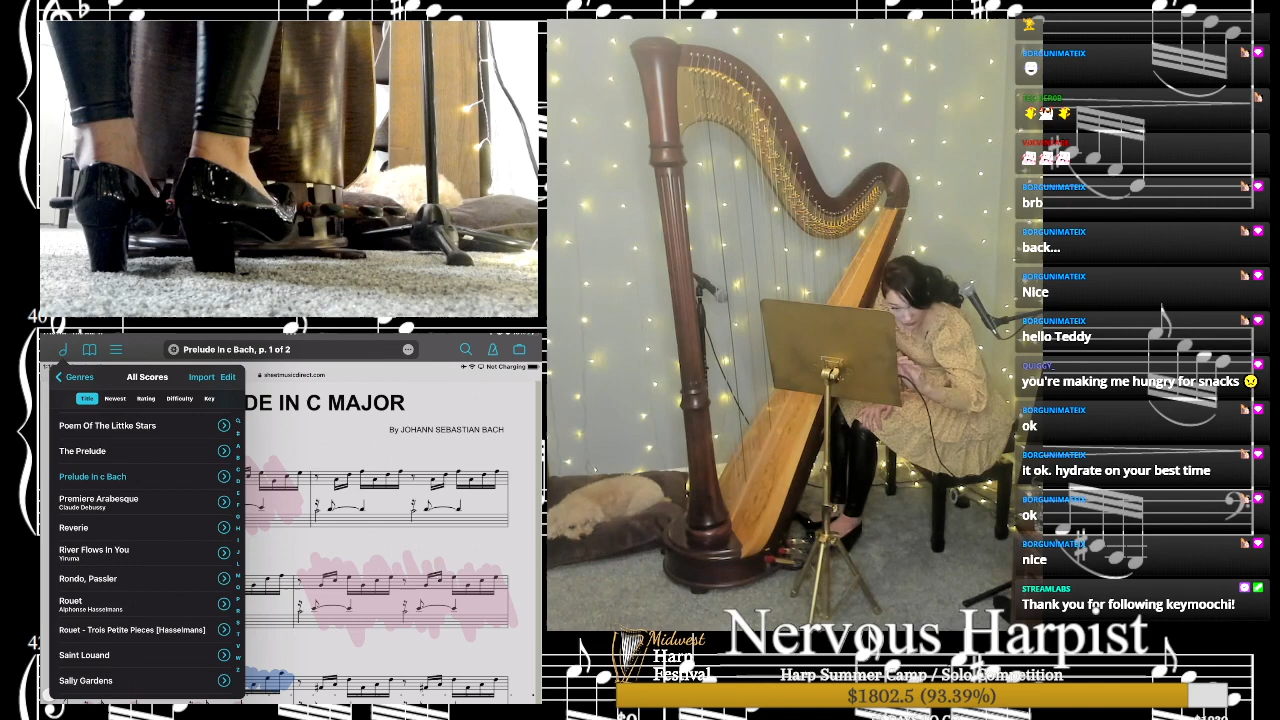 Prelude in c Bach, p. 1 of 2
Not Charging
sheetmusicdirect.com
Genres
All Scores
Import
Edit
Title
Newest
Rating
Difficulty
Key
Poem Of The Littke Stars
The Prelude
Prelude In c Bach
Premiere Arabesque
Claude Debussy
Reverie
River Flows In You
Yiruma
Rondo, Passler
Rouet
Alphonse Hasselmans
Rouet - Trois Petite Pieces [Hasselmans]
Saint Louand
Sally Gardens
DE IN C MAJOR
By JOHANN SEBASTIAN BACH
BORGUNIMATEIX
BORGUNIMATEIX
brb
BORGUNIMATEIX
back...
BORGUNIMATEIX
Nice
BORGUNIMATEIX
hello Teddy
QUIGGY_
you're making me hungry for snacks
BORGUNIMATEIX
ok
BORGUNIMATEIX
it ok. hydrate on your best time
BORGUNIMATEIX
ok
BORGUNIMATEIX
nice
STREAMLABS
Thank you for following keymoochi!
Nervous Harpist
Midwest
Harp
Festival
Harp Summer Camp / Solo Competition
$1802.5 (93.39%)